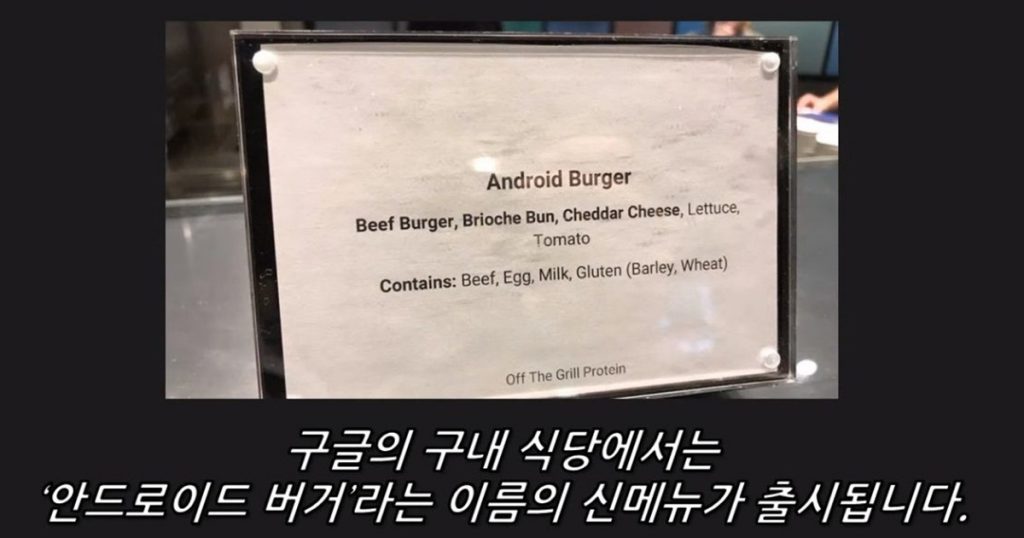 Android Burger
Beef Burger, Brioche Bun, Cheddar Cheese, Lettuce,
Tomato
Contains: Beef, Egg, Milk, Gluten (Barley, Wheat)
Off The Grill Protein
구글의 구내 식당에서는
‘안드로이드 버거’라는 이름의 신메뉴가 출시됩니다.